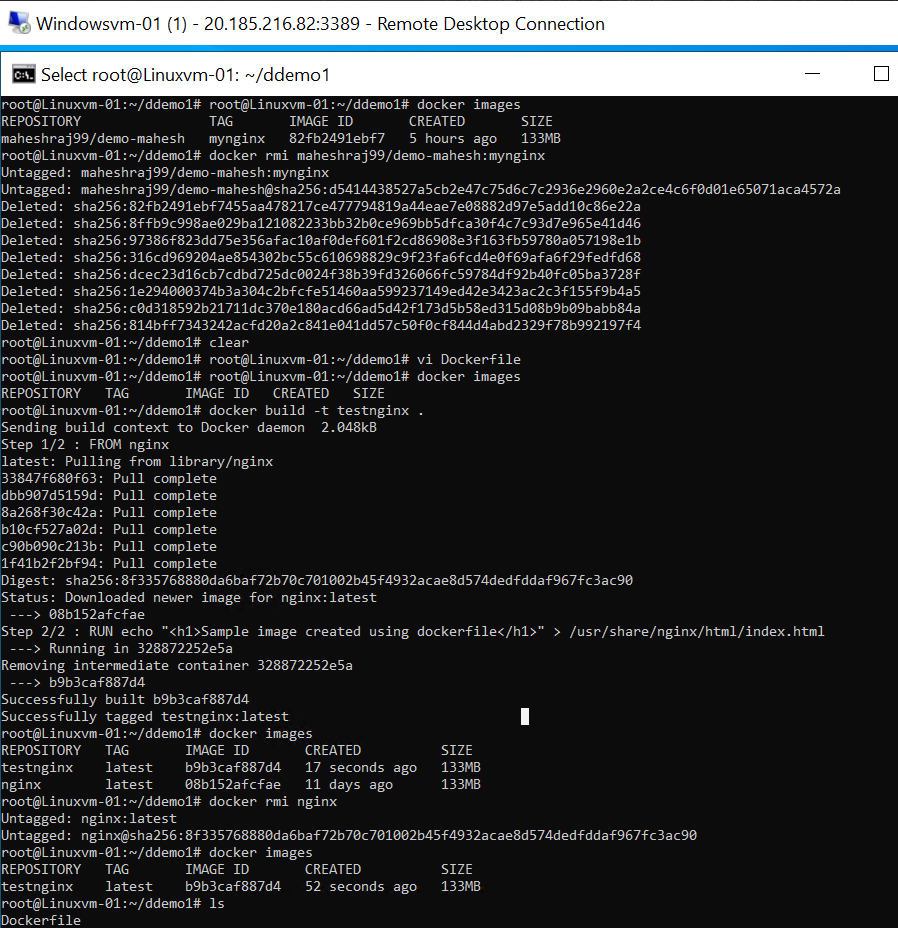 Windowsvm-01 (1) - 20.185.216.82:3389 - Remote Desktop Connection
Select root@Linuxvm-01: ~/ddemo1
root@Linuxvm-01:~/ddemo1# root@Linuxvm-01:~/ddemo1# docker images
REPOSITORY                TAG       IMAGE ID       CREATED       SIZE
maheshraj99/demo-mahesh   mynginx   82fb2491ebf7   5 hours ago   133MB
root@Linuxvm-01:~/ddemo1# docker rmi maheshraj99/demo-mahesh:mynginx
Untagged: maheshraj99/demo-mahesh:mynginx
Untagged: maheshraj99/demo-mahesh@sha256:d5414438527a5cb2e47c75d6c7c2936e2960e2a2ce4c6f0d01e65071aca4572a
Deleted: sha256:82fb2491ebf7455aa478217ce477794819a44eae7e08882d97e5add10c86e22a
Deleted: sha256:8ffb9c998ae029ba121082233bb32b0ce969bb5dfca30f4c7c93d7e965e41d46
Deleted: sha256:97386f823dd75e356afac10af0def601f2cd86908e3f163fb59780a057198e1b
Deleted: sha256:316cd969204ae854302bc55c610698829c9f23fa6fcd4e0f69afa6f29fedfd68
Deleted: sha256:dcec23d16cb7cdbd725dc0024f38b39fd326066fc59784df92b40fc05ba3728f
Deleted: sha256:1e294000374b3a304c2bfcfe51460aa599237149ed42e3423ac2c3f155f9b4a5
Deleted: sha256:c0d318592b21711dc370e180acd66ad5d42f173d5b58ed315d08b9b09babb84a
Deleted: sha256:814bff7343242acfd20a2c841e041dd57c50f0cf844d4abd2329f78b992197f4
root@Linuxvm-01:~/ddemo1# clear
root@Linuxvm-01:~/ddemo1# root@Linuxvm-01:~/ddemo1# vi Dockerfile
root@Linuxvm-01:~/ddemo1# root@Linuxvm-01:~/ddemo1# docker images
REPOSITORY   TAG       IMAGE ID   CREATED   SIZE
root@Linuxvm-01:~/ddemo1# docker build -t testnginx .
Sending build context to Docker daemon  2.048kB
Step 1/2 : FROM nginx
latest: Pulling from library/nginx
33847f680f63: Pull complete
dbb907d5159d: Pull complete
8a268f30c42a: Pull complete
b10cf527a02d: Pull complete
c90b090c213b: Pull complete
1f41b2f2bf94: Pull complete
Digest: sha256:8f335768880da6baf72b70c701002b45f4932acae8d574dedfddaf967fc3ac90
Status: Downloaded newer image for nginx:latest
 ---> 08b152afcfae
Step 2/2 : RUN echo "<h1>Sample image created using dockerfile</h1>" > /usr/share/nginx/html/index.html
 ---> Running in 328872252e5a
Removing intermediate container 328872252e5a
 ---> b9b3caf887d4
Successfully built b9b3caf887d4
Successfully tagged testnginx:latest
root@Linuxvm-01:~/ddemo1# docker images
REPOSITORY   TAG       IMAGE ID       CREATED          SIZE
testnginx    latest    b9b3caf887d4   17 seconds ago   133MB
nginx        latest    08b152afcfae   11 days ago      133MB
root@Linuxvm-01:~/ddemo1# docker rmi nginx
Untagged: nginx:latest
Untagged: nginx@sha256:8f335768880da6baf72b70c701002b45f4932acae8d574dedfddaf967fc3ac90
root@Linuxvm-01:~/ddemo1# docker images
REPOSITORY   TAG       IMAGE ID       CREATED          SIZE
testnginx    latest    b9b3caf887d4   52 seconds ago   133MB
root@Linuxvm-01:~/ddemo1# ls
Dockerfile